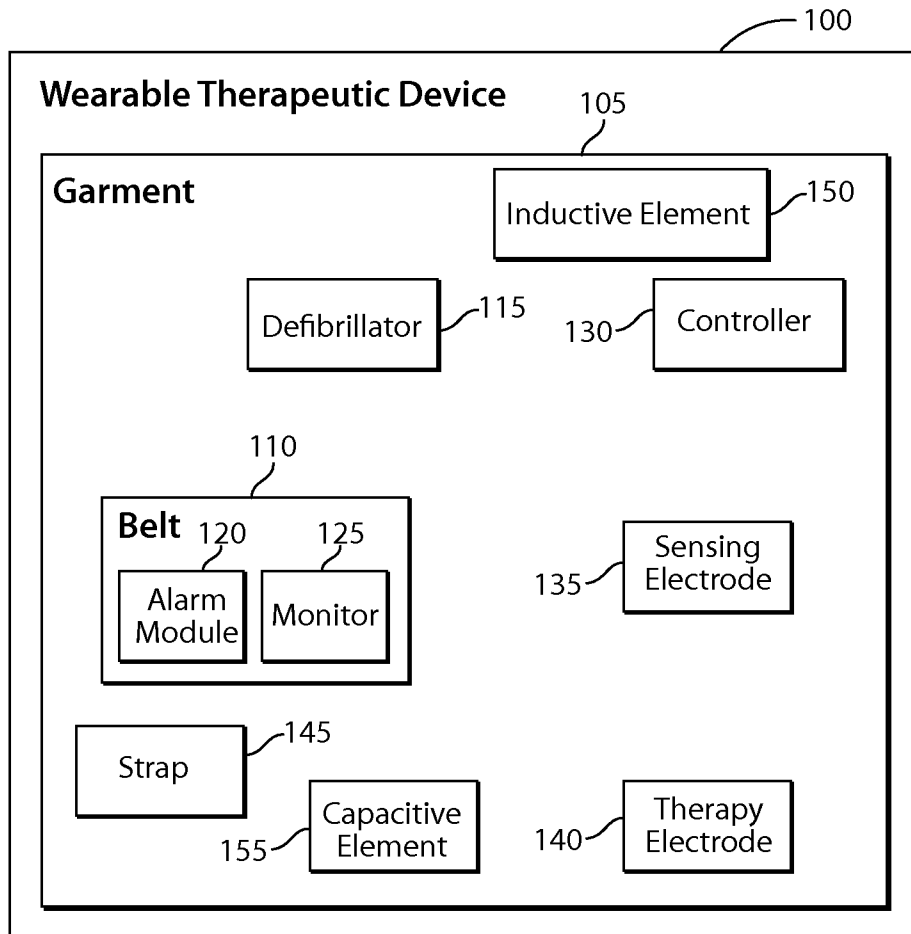 100
Wearable Therapeutic Device
105
Garment
Inductive Element
150
Defibrillator
115
130
Controller
110
Belt
120
125
Alarm
Module
Monitor
135
Sensing
Electrode
Strap
145
155
Capacitive
Element
140
Therapy
Electrode